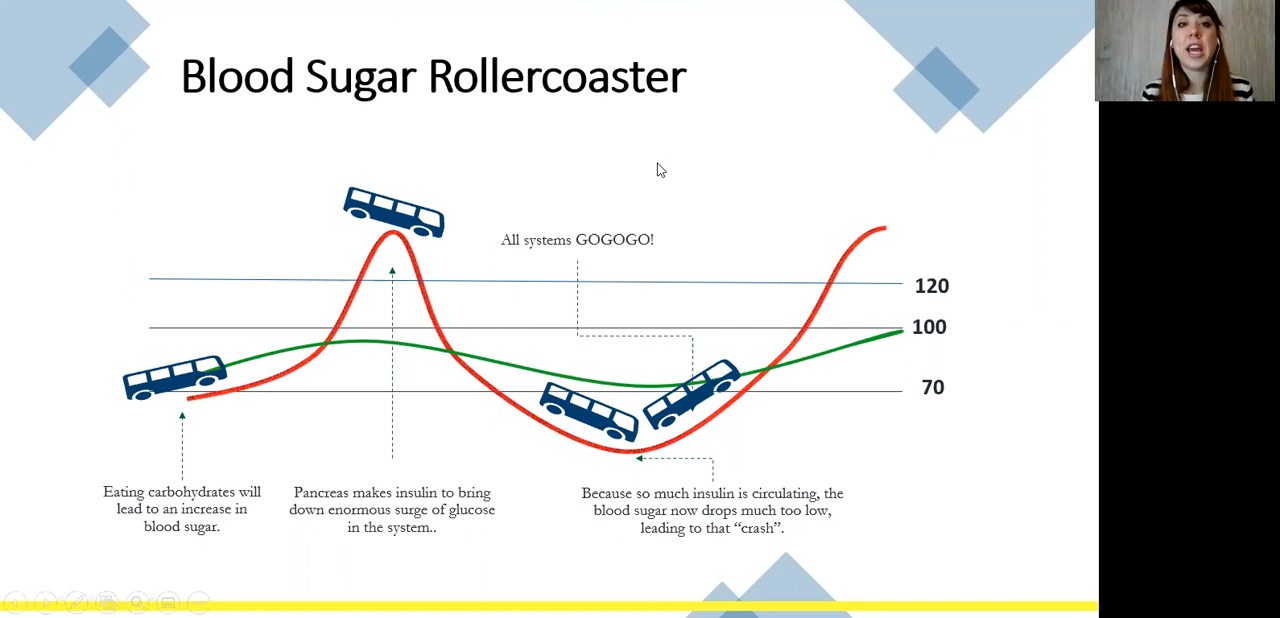 Blood Sugar Rollercoaster
All systems GOGOGO!
120
100
70
Eating carbohydrates will
lead to an increase in
blood sugar.
Pancreas makes insulin to bring
down enormous surge of glucose
in the system..
Because so much insulin is circulating, the
blood sugar now drops much too low,
leading to that “crash”.